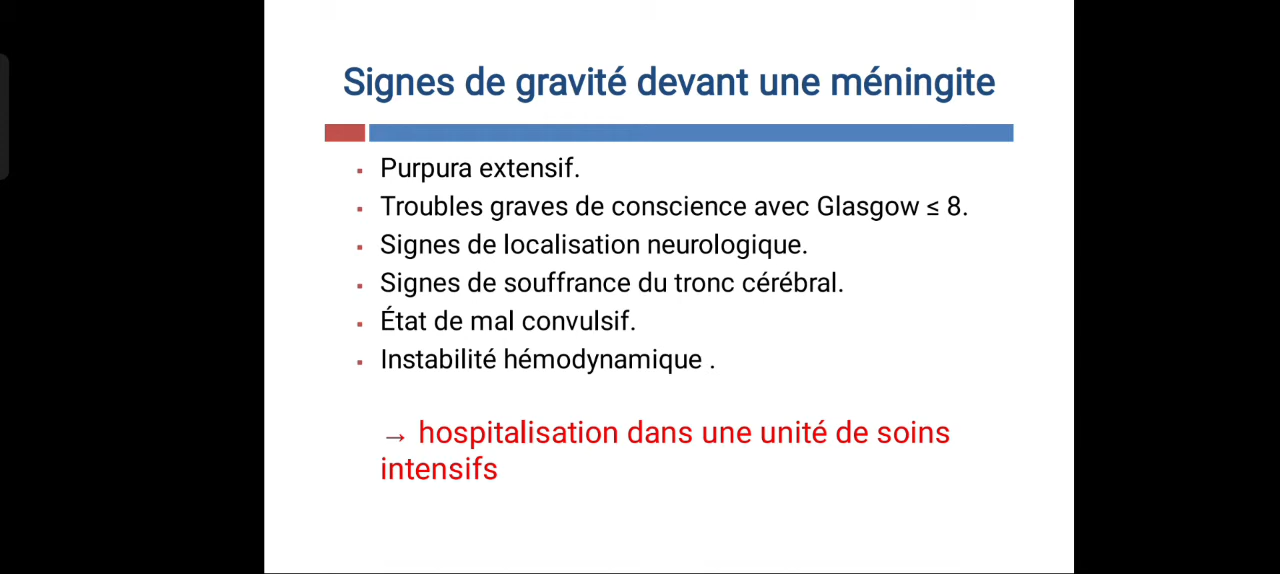 Signes de gravité devant une méningite
▪ Purpura extensif.
▪ Troubles graves de conscience avec Glasgow ≤ 8.
▪ Signes de localisation neurologique.
▪ Signes de souffrance du tronc cérébral.
▪ État de mal convulsif.
▪ Instabilité hémodynamique .
→ hospitalisation dans une unité de soins
intensifs